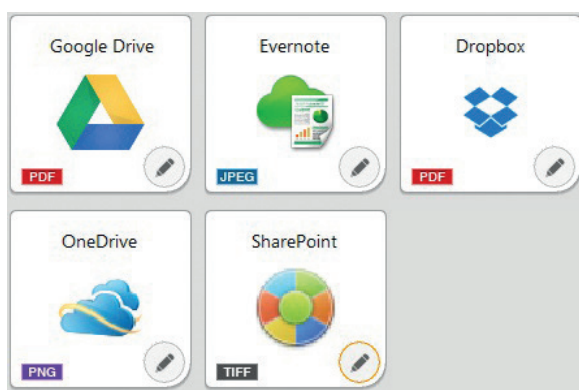 Google Drive
Evernote
Dropbox
PDF
JPEG
PDF
OneDrive
SharePoint
PNG
TIFF